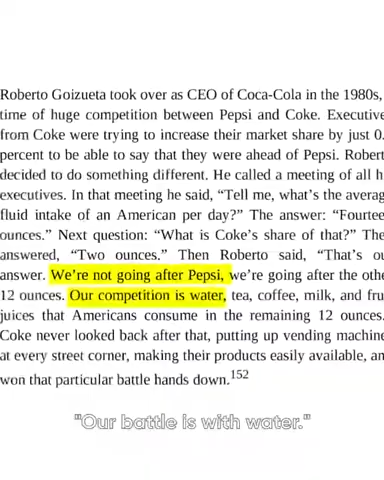 Roberto Goizueta took over as CEO of Coca-Cola in the 1980s,
time of huge competition between Pepsi and Coke. Executive
from Coke were trying to increase their market share by just 0.
percent to be able to say that they were ahead of Pepsi. Robert
decided to do something different. He called a meeting of all h
executives. In that meeting he said, “Tell me, what’s the averag
fluid intake of an American per day?” The answer: “Fourtee
ounces.” Next question: “What is Coke’s share of that?” The
answered, “Two ounces.” Then Roberto said, “That’s ou
answer. We’re not going after Pepsi, we’re going after the othe
12 ounces. Our competition is water, tea, coffee, milk, and fru
juices that Americans consume in the remaining 12 ounces.
Coke never looked back after that, putting up vending machine
at every street corner, making their products easily available, an
won that particular battle hands down.152
"Our battle is with water."